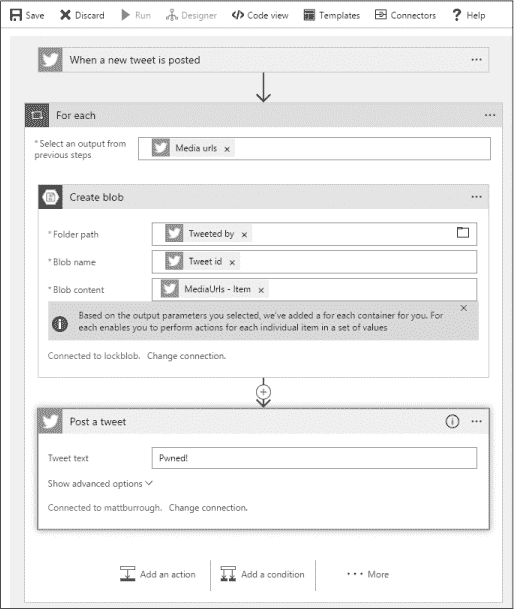 Save Discard Run Designer Code view Templates Connectors ? Help
When a new tweet is posted ...
For each ...
*Select an output from
previous steps
Media urls x
Create blob ...
*Folder path Tweeted by x
*Blob name Tweet id x
*Blob content MediaUrls - Item x
Based on the output parameters you selected, we've added a for each container for you. For
each enables you to perform actions for each individual item in a set of values
Connected to lockblob. Change connection.
Post a tweet ...
Tweet text Pwned!
Show advanced options
Connected to mattburrough. Change connection.
Add an action Add a condition ... More